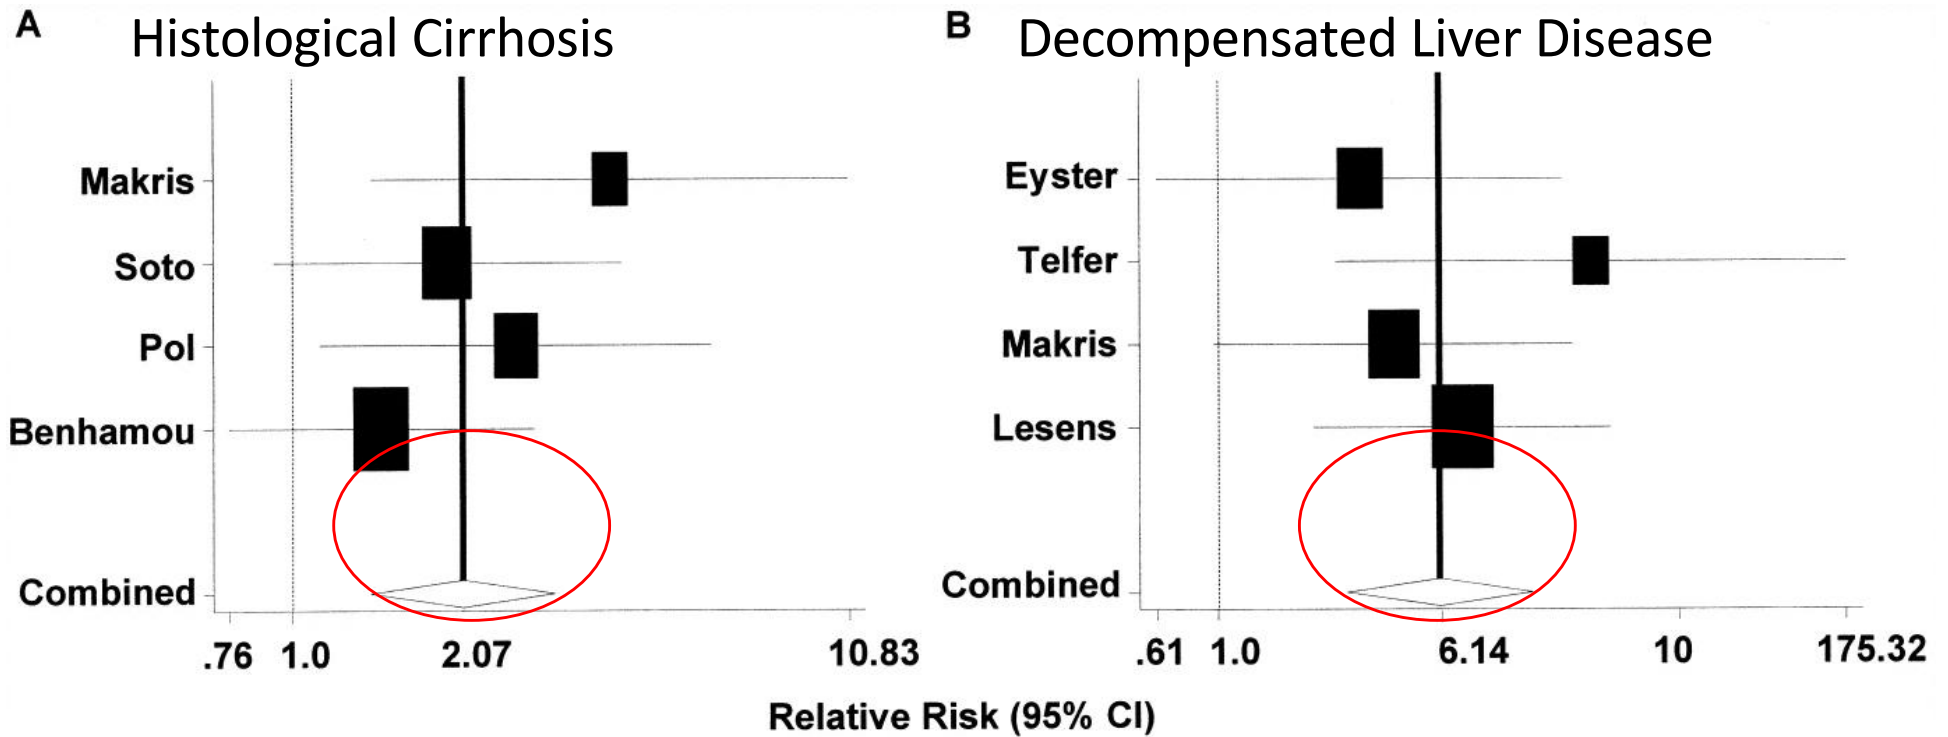 A
Histological Cirrhosis
Makris
Soto
Pol
Benhamou
Combined
.76 1.0 2.07 10.83
B
Decompensated Liver Disease
Eyster
Telfer
Makris
Lesens
Combined
.61 1.0 6.14 10 175.32
Relative Risk (95% CI)